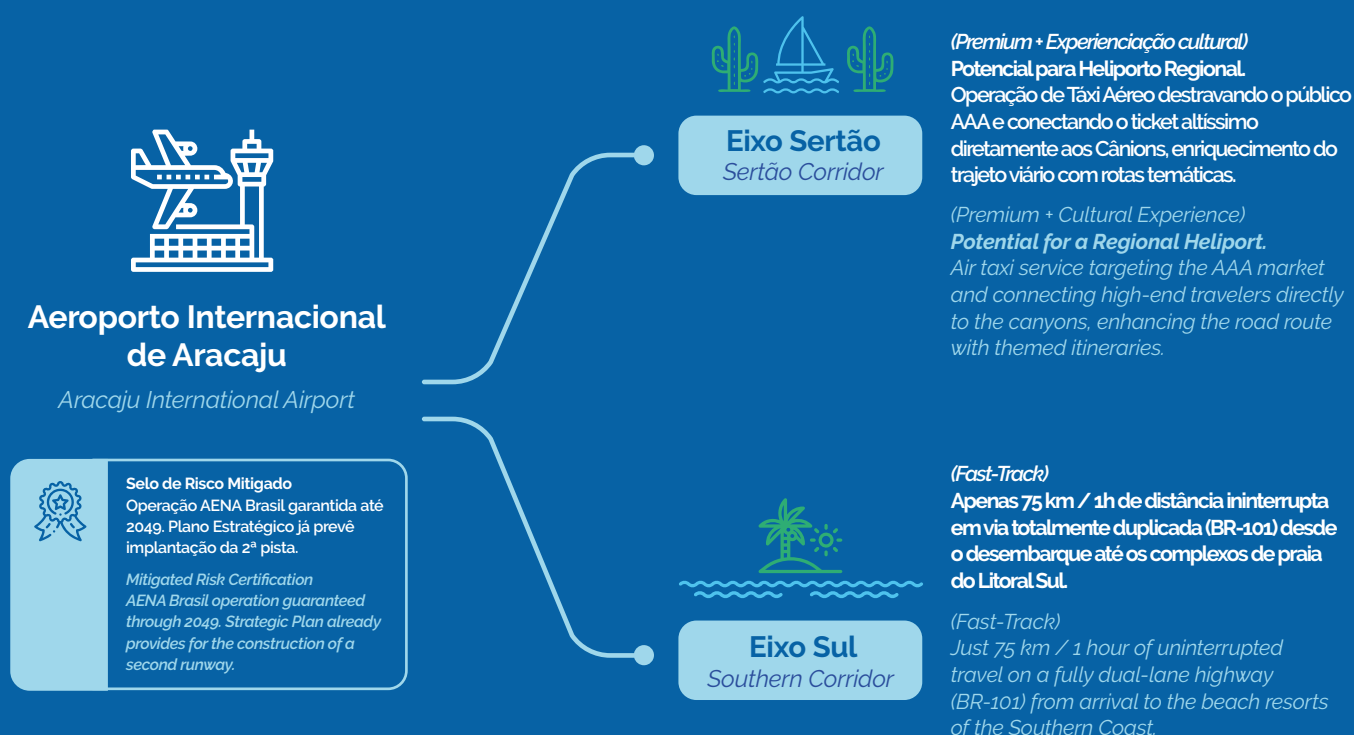 Aeroporto Internacional
de Aracaju
Aracaju International Airport
Selo de Risco Mitigado
Operação AENA Brasil garantida até
2049. Plano Estratégico já prevê
implantação da 2ª pista.
Mitigated Risk Certification
AENA Brasil operation guaranteed
through 2049. Strategic Plan already
provides for the construction of a
second runway.
Eixo Sertão
Sertão Corridor
(Premium + Experienciação cultural)
Potencial para Heliporto Regional.
Operação de Táxi Aéreo destravando o público
AAA e conectando o ticket altíssimo
diretamente aos Cânions, enriquecimento do
trajeto viário com rotas temáticas.
(Premium + Cultural Experience)
Potential for a Regional Heliport.
Air taxi service targeting the AAA market
and connecting high-end travelers directly
to the canyons, enhancing the road route
with themed itineraries.
Eixo Sul
Southern Corridor
(Fast-Track)
Apenas 75 km / 1h de distância ininterrupta
em via totalmente duplicada (BR-101) desde
o desembarque até os complexos de praia
do Litoral Sul.
(Fast-Track)
Just 75 km / 1 hour of uninterrupted
travel on a fully dual-lane highway
(BR-101) from arrival to the beach resorts
of the Southern Coast.